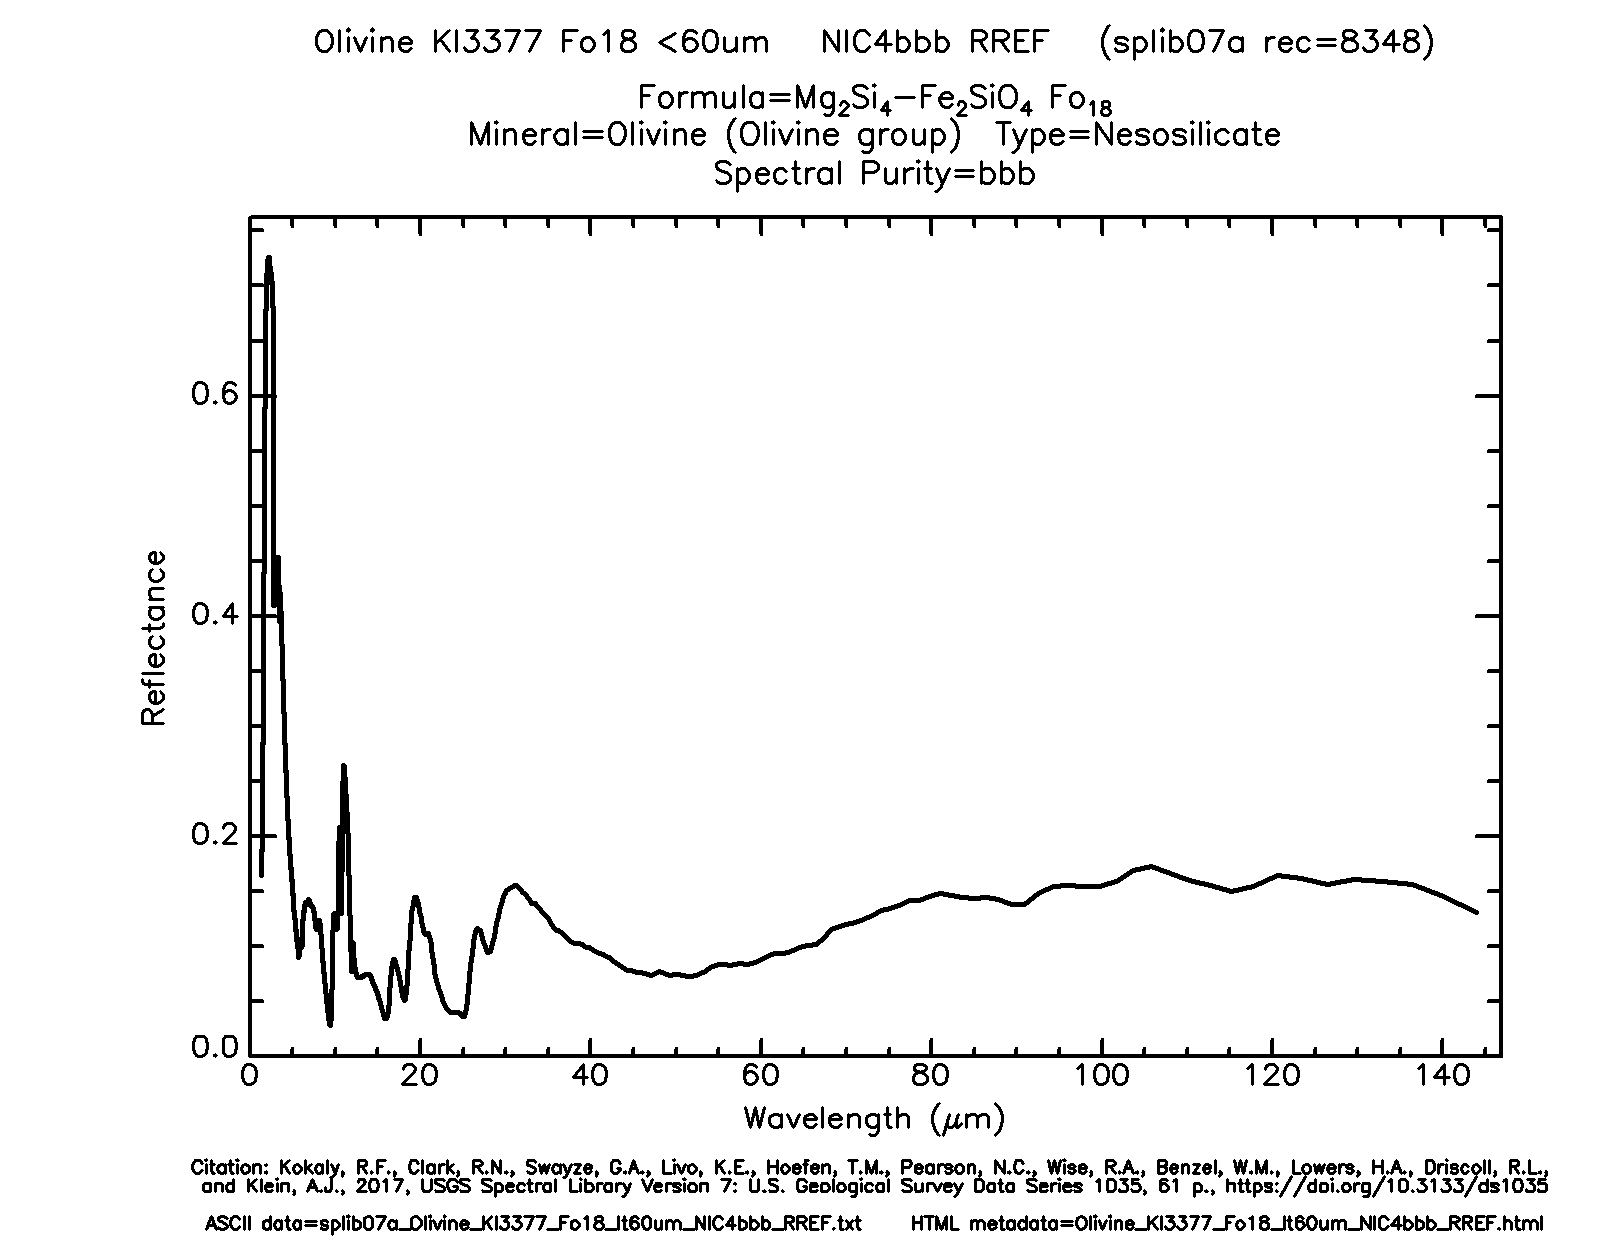 Olivine KI3377 Fo18 <60um NIC4bbb RREF (splib07a rec=8348)
Formula=Mg₂Si₄−Fe₂SiO₄ Fo₁₈
Mineral=Olivine (Olivine group) Type=Nesosilicate
Spectral Purity=bbb
0.6
0.4
0.2
0.0
Reflectance
0 20 40 60 80 100 120 140
Wavelength (μm)
Citation: Kokaly, R.F., Clark, R.N., Swayze, G.A., Livo, K.E., Hoefen, T.M., Pearson, N.C., Wise, R.A., Benzel, W.M., Lowers, H.A., Driscoll, R.L.,
and Klein, A.J., 2017, USGS Spectral Library Version 7: U.S. Geological Survey Data Series 1035, 61 p., https://doi.org/10.3133/ds1035
ASCII data=splib07a_Olivine_KI3377_Fo18_lt60um_NIC4bbb_RREF.txt HTML metadata=Olivine_KI3377_Fo18_lt60um_NIC4bbb_RREF.html